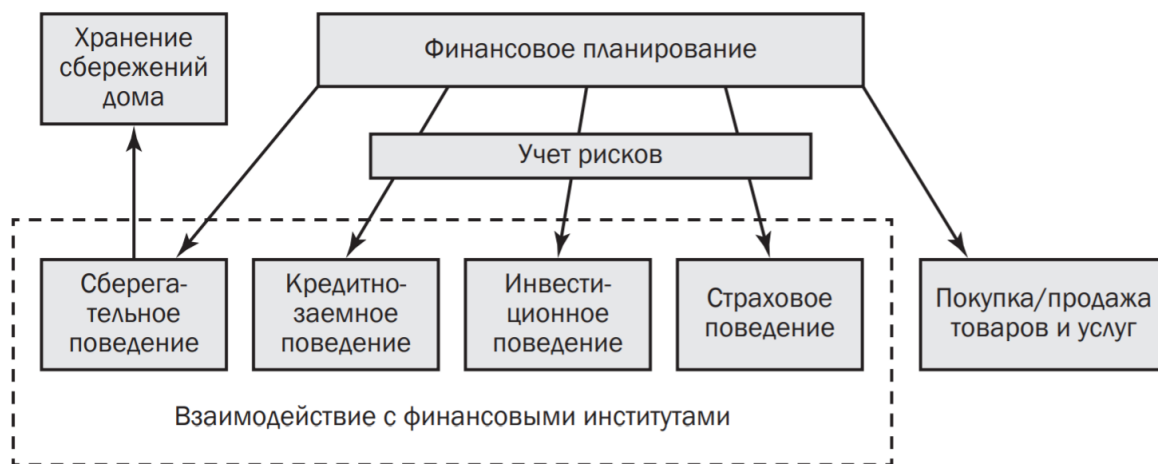 Хранение
сбережений
дома
Финансовое планирование
Учет рисков
Сберега-
тельное
поведение
Кредитно-
заемное
поведение
Инвести-
ционное
поведение
Страховое
поведение
Покупка/продажа
товаров и услуг
Взаимодействие с финансовыми институтами